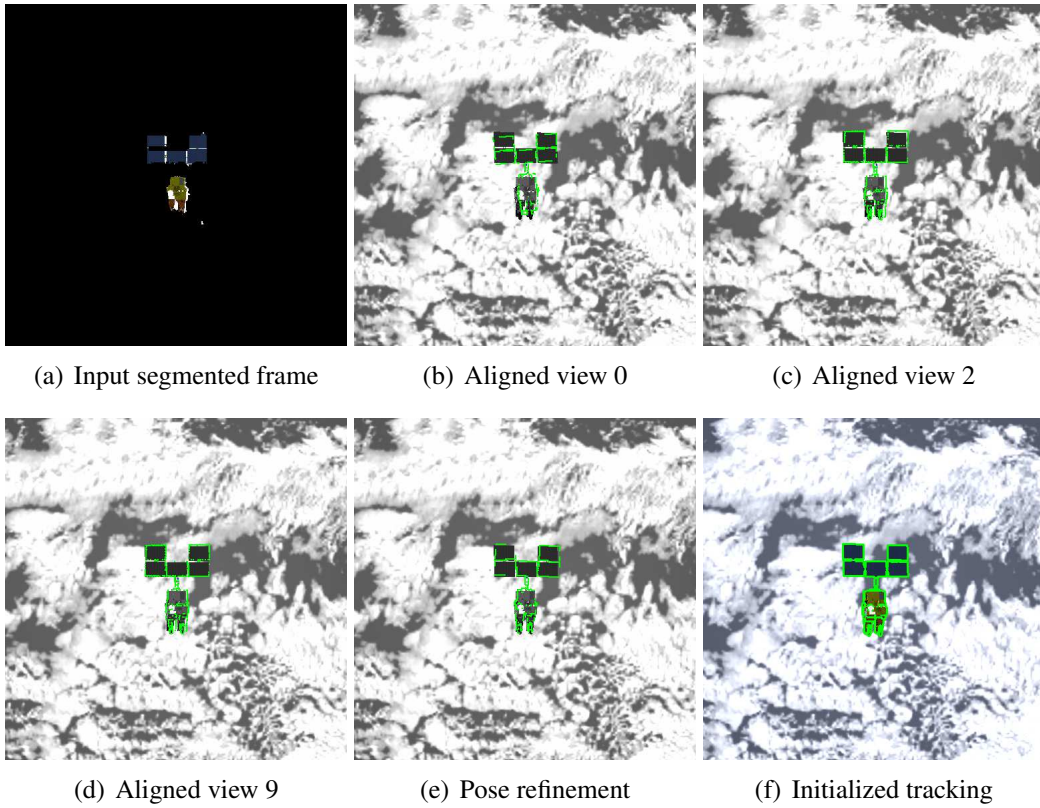 (a) Input segmented frame
(b) Aligned view 0
(c) Aligned view 2
(d) Aligned view 9
(e) Pose refinement
(f) Initialized tracking